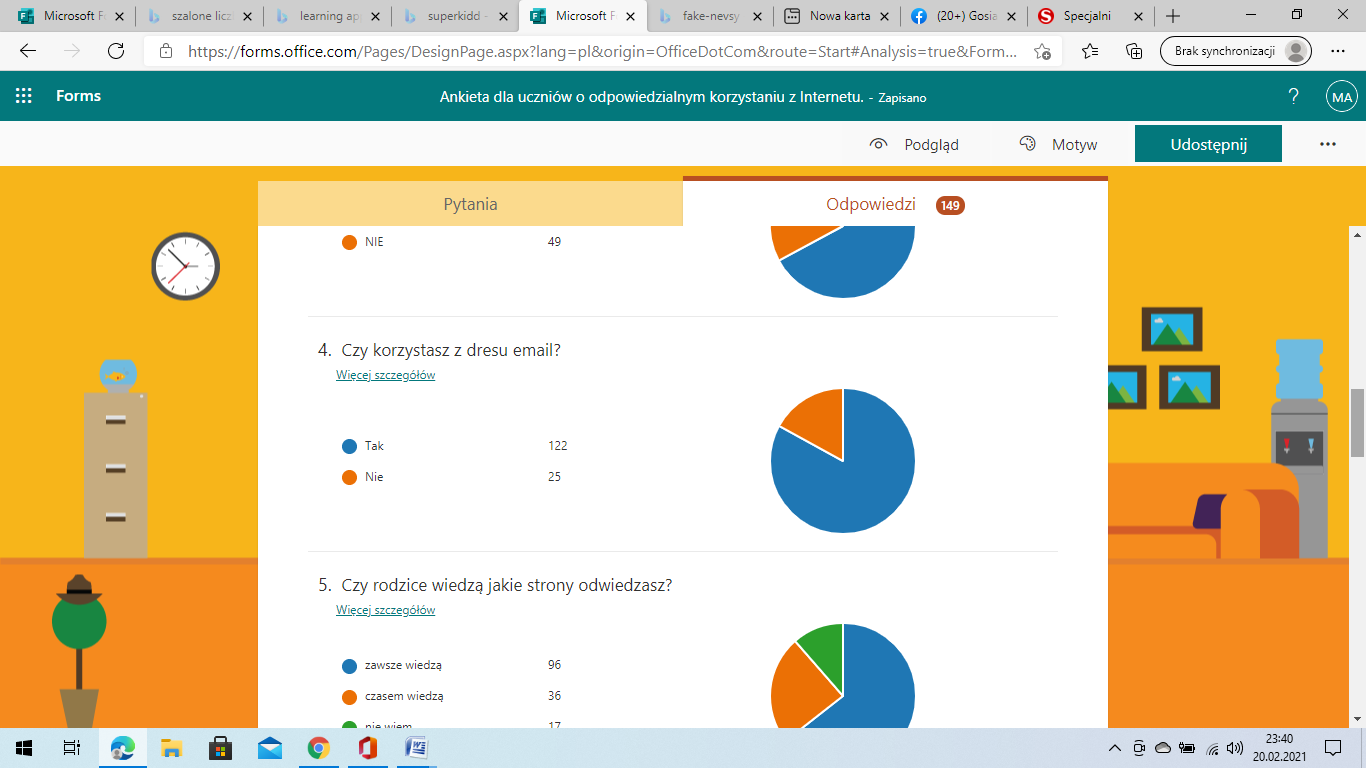 Microsoft F
szalone licz
learning ap
superkidd -
Microsoft F
fake-nevsy
Nowa karta
(20+) Gosia
Specjalni
https://forms.office.com/Pages/DesignPage.aspx?lang=pl&origin=OfficeDotCom&route=Start#Analysis=true&Form...
Brak synchronizacji
Forms
Ankieta dla uczniów o odpowiedzialnym korzystaniu z Internetu. - Zapisano
?
MA
Podgląd
Motyw
Udostępnij
Pytania
Odpowiedzi 149
NIE 49
4. Czy korzystasz z dresu email?
Więcej szczegółów
Tak 122
Nie 25
5. Czy rodzice wiedzą jakie strony odwiedzasz?
Więcej szczegółów
zawsze wiedzą 96
czasem wiedzą 36
nie wiem 17
23:40
20.02.2021